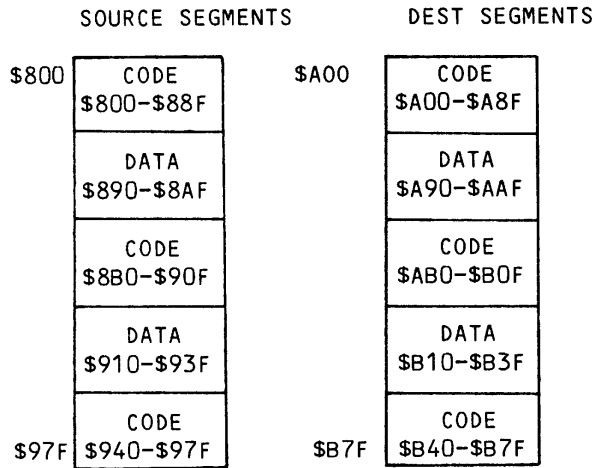 SOURCE SEGMENTS DEST SEGMENTS
$800 CODE $A00 CODE
$800-$88F $A00-$A8F
DATA DATA
$890-$8AF $A90-$AAF
CODE CODE
$8B0-$90F $AB0-$B0F
DATA DATA
$910-$93F $B10-$B3F
CODE CODE
$97F $940-$97F $B7F $B40-$B7F